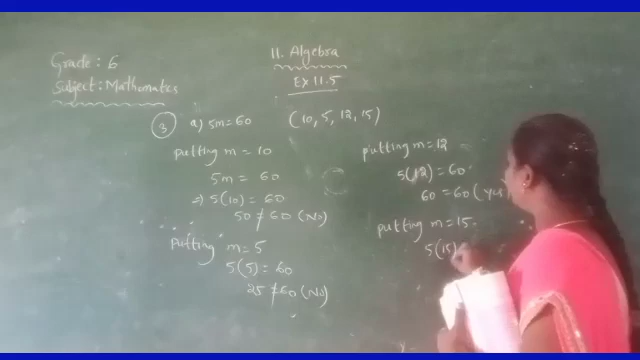 Grade : 6
Subject : Mathematics
11. Algebra
Ex 11.5
3 a) 5m = 60 (10, 5, 12, 15)
putting m = 10
5m = 60
⇒ 5(10) = 60
50 ≠ 60 (No)
putting m = 5
5(5) = 60
25 ≠ 60 (No)
putting m = 12
5(12) = 60
60 = 60 (yes)
putting m = 15
5(15)